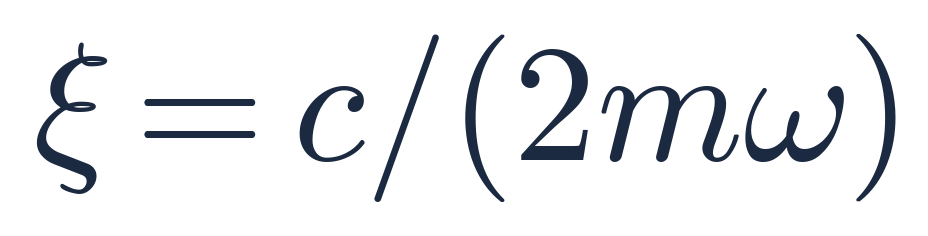 ξ = c/(2mω)